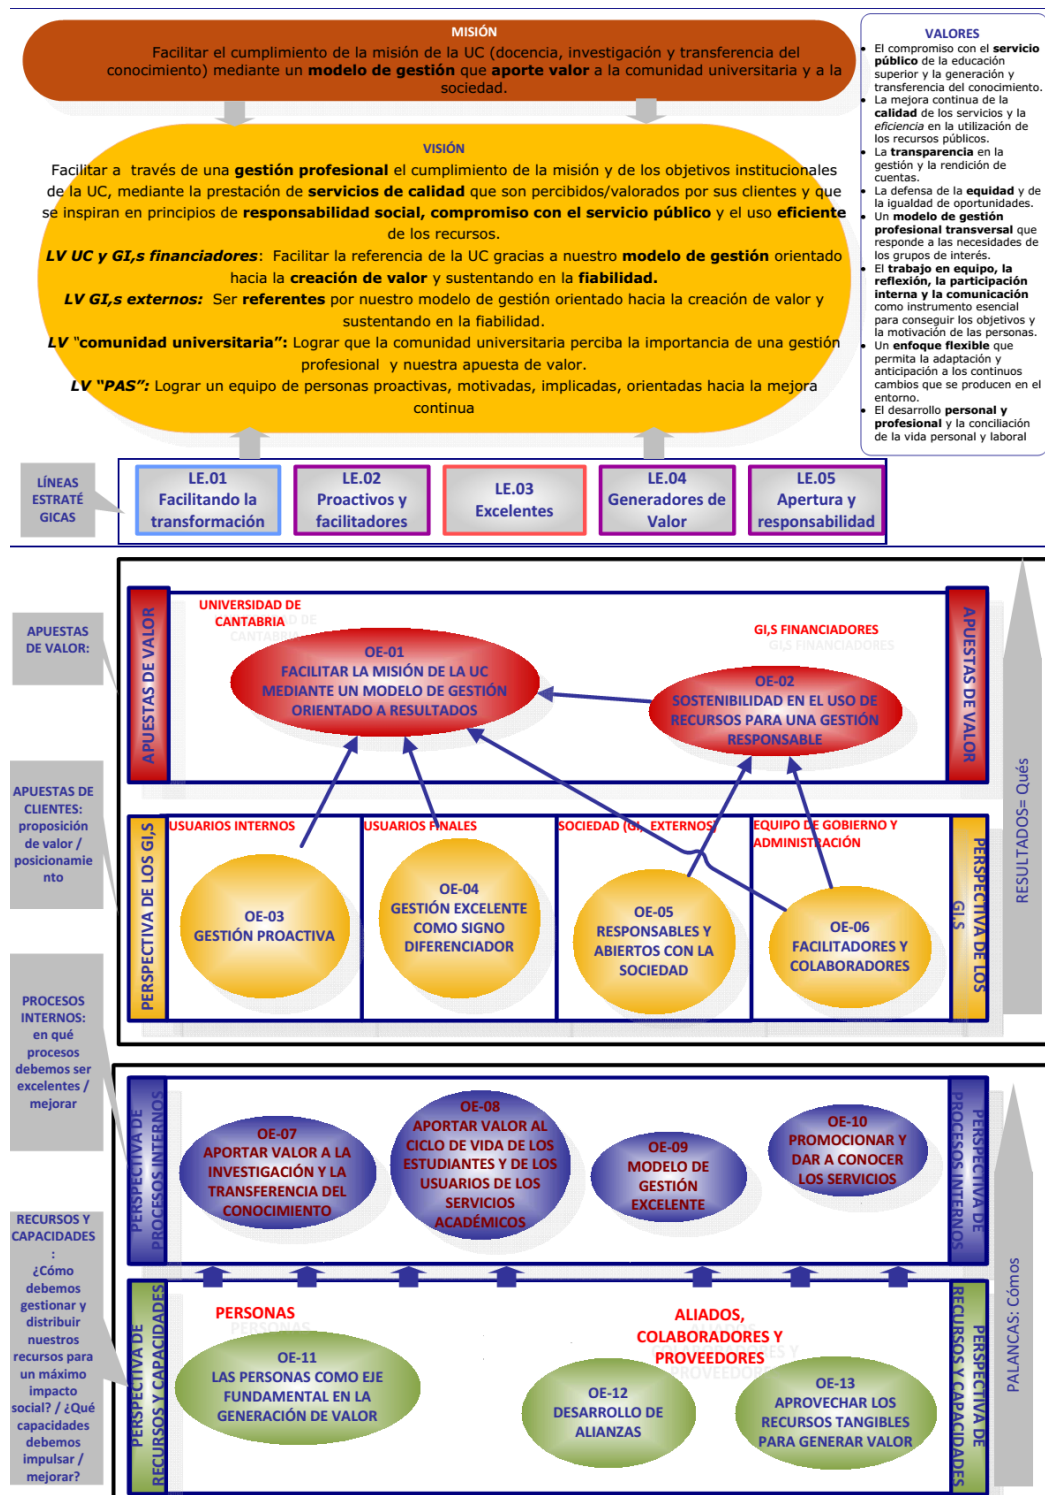 MISIÓN
Facilitar el cumplimiento de la misión de la UC (docencia, investigación y transferencia del
conocimiento) mediante un modelo de gestión que aporte valor a la comunidad universitaria y a la
sociedad.
VISIÓN
Facilitar a través de una gestión profesional el cumplimiento de la misión y de los objetivos institucionales
de la UC, mediante la prestación de servicios de calidad que son percibidos/valorados por sus clientes y que
se inspiran en principios de responsabilidad social, compromiso con el servicio público y el uso eficiente
de los recursos.
LV UC y GI,s financiadores: Facilitar la referencia de la UC gracias a nuestro modelo de gestión orientado
hacia la creación de valor y sustentando en la fiabilidad.
LV GI,s externos: Ser referentes por nuestro modelo de gestión orientado hacia la creación de valor y
sustentando en la fiabilidad.
LV "comunidad universitaria": Lograr que la comunidad universitaria perciba la importancia de una gestión
profesional y nuestra apuesta de valor.
LV "PAS": Lograr un equipo de personas proactivas, motivadas, implicadas, orientadas hacia la mejora
continua
VALORES
• El compromiso con el servicio
público de la educación
superior y la generación y
transferencia del conocimiento.
• La mejora continua de la
calidad de los servicios y la
eficiencia en la utilización de
los recursos públicos.
• La transparencia en la
gestión y la rendición de
cuentas.
• La defensa de la equidad y de
la igualdad de oportunidades.
• Un modelo de gestión
profesional transversal que
responde a las necesidades de
los grupos de interés.
• El trabajo en equipo, la
reflexión, la participación
interna y la comunicación
como instrumento esencial
para conseguir los objetivos y
la motivación de las personas.
• Un enfoque flexible que
permita la adaptación y
anticipación a los continuos
cambios que se producen en el
entorno.
• El desarrollo personal y
profesional y la conciliación
de la vida personal y laboral
LÍNEAS
ESTRATÉ
GICAS
LE.01
Facilitando la
transformación
LE.02
Proactivos y
facilitadores
LE.03
Excelentes
LE.04
Generadores de
Valor
LE.05
Apertura y
responsabilidad
APUESTAS
DE VALOR:
APUESTAS DE VALOR
UNIVERSIDAD DE
CANTABRIA
OE-01
FACILITAR LA MISIÓN DE LA UC
MEDIANTE UN MODELO DE GESTIÓN
ORIENTADO A RESULTADOS
GI,S FINANCIADORES
OE-02
SOSTENIBILIDAD EN EL USO DE
RECURSOS PARA UNA GESTIÓN
RESPONSABLE
APUESTAS DE VALOR
RESULTADOS= Qués
APUESTAS DE
CLIENTES:
proposición
de valor /
posicionamie
nto
PERSPECTIVA DE LOS GI,S
USUARIOS INTERNOS
OE-03
GESTIÓN PROACTIVA
USUARIOS FINALES
OE-04
GESTIÓN EXCELENTE
COMO SIGNO
DIFERENCIADOR
SOCIEDAD (GI, EXTERNOS)
OE-05
RESPONSABLES Y
ABIERTOS CON LA
SOCIEDAD
EQUIPO DE GOBIERNO Y
ADMINISTRACIÓN
OE-06
FACILITADORES Y
COLABORADORES
PERSPECTIVA DE LOS
GI,S
PROCESOS
INTERNOS:
en qué
procesos
debemos ser
excelentes /
mejorar
PERSPECTIVA DE
PROCESOS INTERNOS
OE-07
APORTAR VALOR A LA
INVESTIGACIÓN Y LA
TRANSFERENCIA DEL
CONOCIMIENTO
OE-08
APORTAR VALOR AL
CICLO DE VIDA DE LOS
ESTUDIANTES Y DE LOS
USUARIOS DE LOS
SERVICIOS
ACADÉMICOS
OE-09
MODELO DE
GESTIÓN
EXCELENTE
OE-10
PROMOCIONAR Y
DAR A CONOCER
LOS SERVICIOS
PERSPECTIVA DE
PROCESOS INTERNOS
PALANCAS: Cómos
RECURSOS Y
CAPACIDADES
:
¿Cómo
debemos
gestionar y
distribuir
nuestros
recursos para
un máximo
impacto
social? / ¿Qué
capacidades
debemos
impulsar /
mejorar?
PERSPECTIVA DE
RECURSOS Y CAPACIDADES
PERSONAS
OE-11
LAS PERSONAS COMO EJE
FUNDAMENTAL EN LA
GENERACIÓN DE VALOR
ALIADOS,
COLABORADORES Y
PROVEEDORES
OE-12
DESARROLLO DE
ALIANZAS
OE-13
APROVECHAR LOS
RECURSOS TANGIBLES
PARA GENERAR VALOR
PERSPECTIVA DE
RECURSOS Y CAPACIDADES